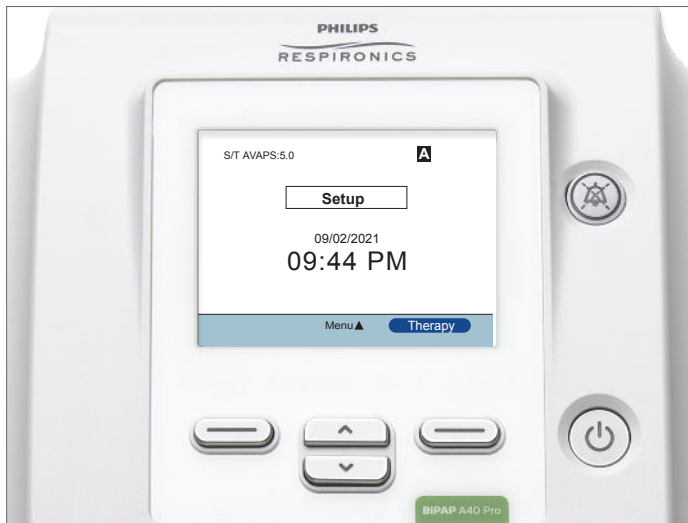 PHILIPS
RESPIRONICS
S/T AVAPS:5.0 A
Setup
09/02/2021
09:44 PM
Menu▲ Therapy
BiPAP A40 Pro